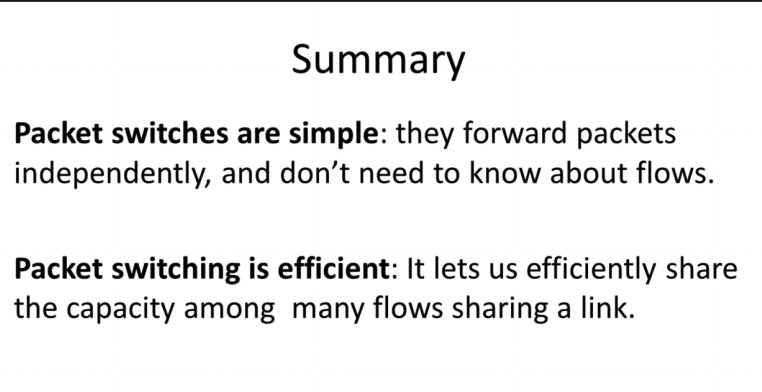 Summary
Packet switches are simple: they forward packets
independently, and don’t need to know about flows.
Packet switching is efficient: It lets us efficiently share
the capacity among  many flows sharing a link.